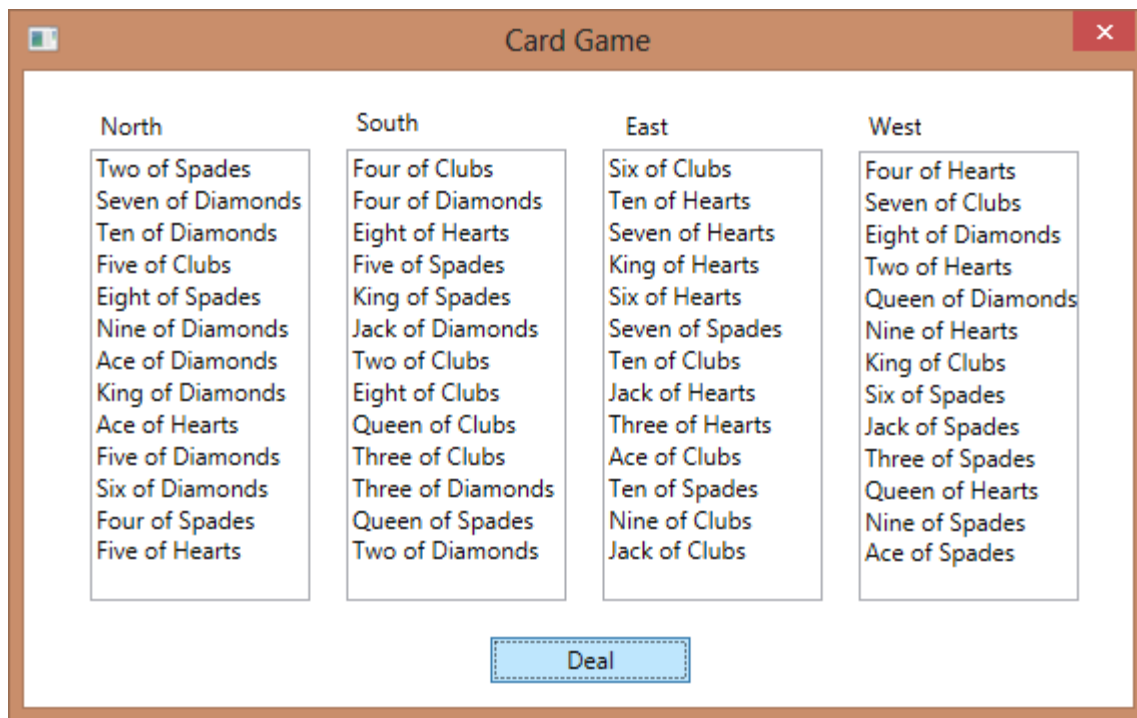 Card Game
North
Two of Spades
Seven of Diamonds
Ten of Diamonds
Five of Clubs
Eight of Spades
Nine of Diamonds
Ace of Diamonds
King of Diamonds
Ace of Hearts
Five of Diamonds
Six of Diamonds
Four of Spades
Five of Hearts
South
Four of Clubs
Four of Diamonds
Eight of Hearts
Five of Spades
King of Spades
Jack of Diamonds
Two of Clubs
Eight of Clubs
Queen of Clubs
Three of Clubs
Three of Diamonds
Queen of Spades
Two of Diamonds
East
Six of Clubs
Ten of Hearts
Seven of Hearts
King of Hearts
Six of Hearts
Seven of Spades
Ten of Clubs
Jack of Hearts
Three of Hearts
Ace of Clubs
Ten of Spades
Nine of Clubs
Jack of Clubs
West
Four of Hearts
Seven of Clubs
Eight of Diamonds
Two of Hearts
Queen of Diamonds
Nine of Hearts
King of Clubs
Six of Spades
Jack of Spades
Three of Spades
Queen of Hearts
Nine of Spades
Ace of Spades
Deal